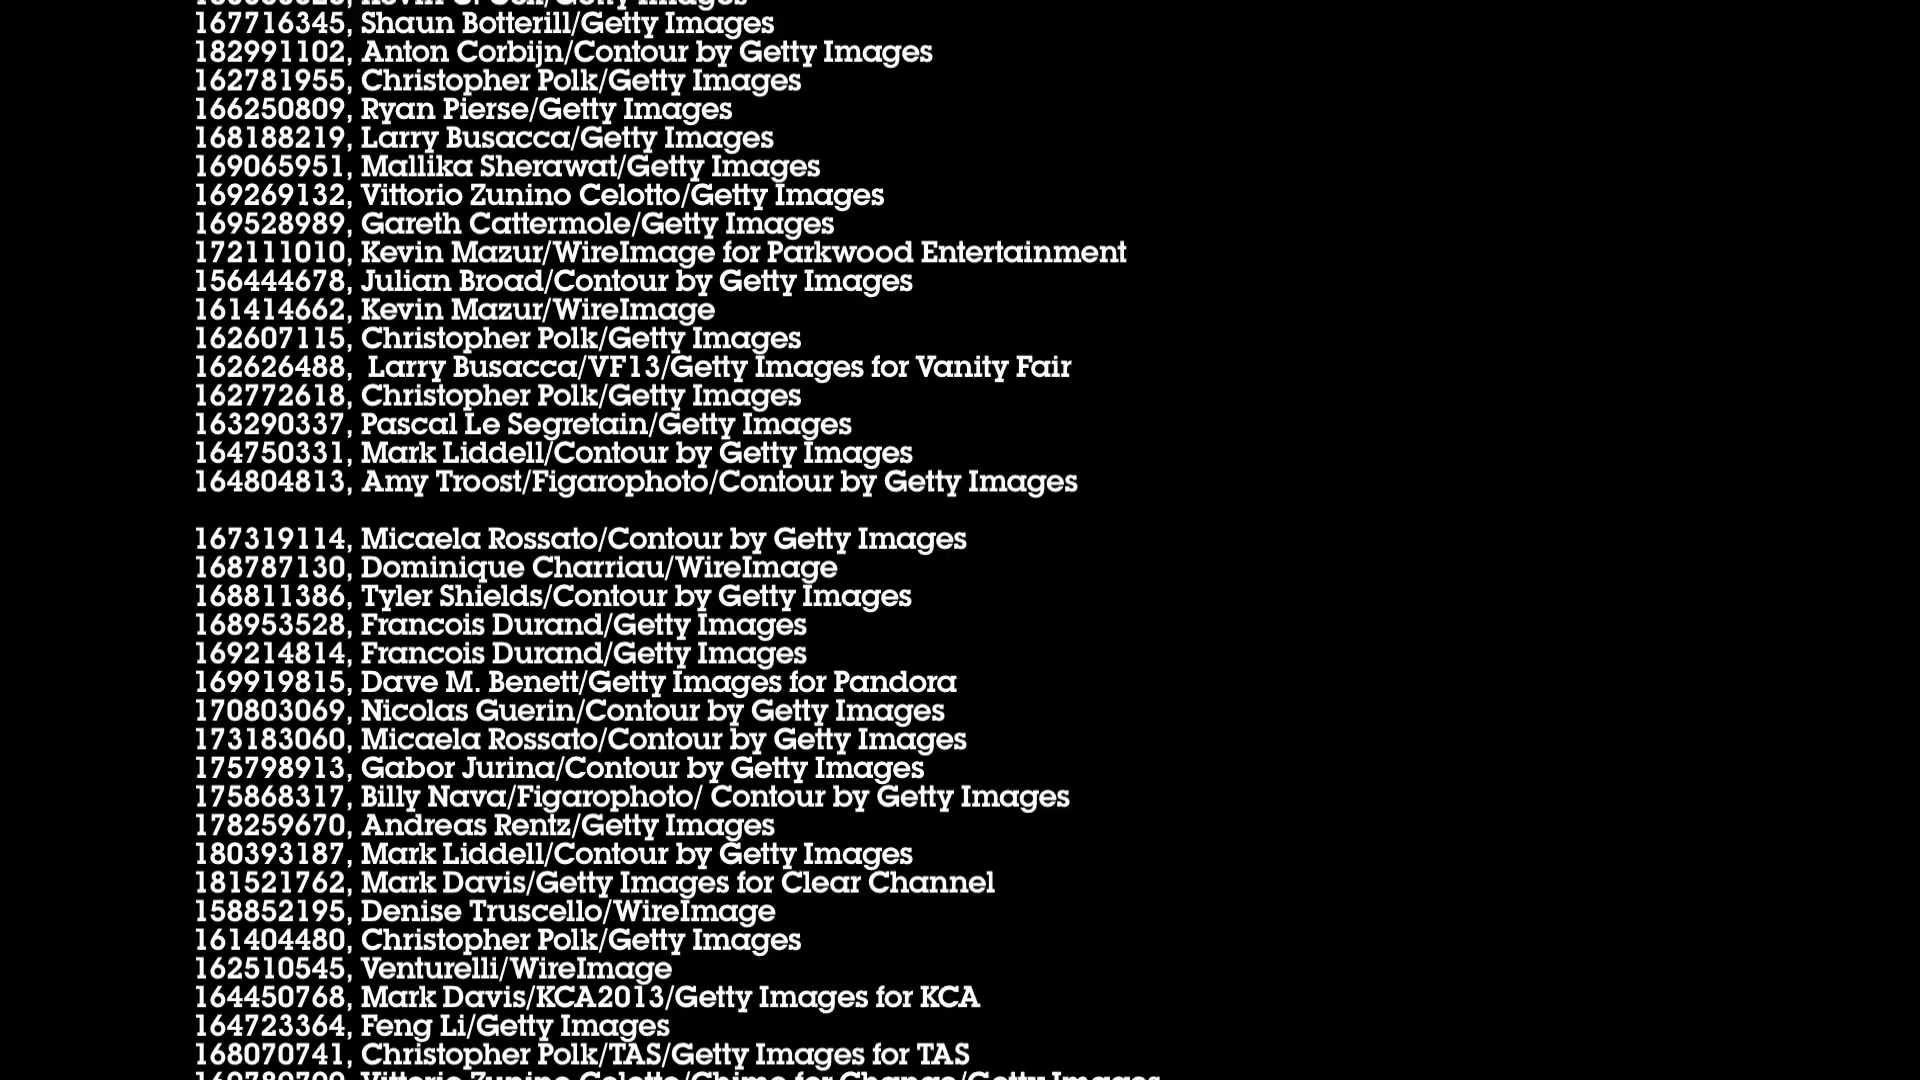 167716345, Shaun Botterill/Getty Images
182991102, Anton Corbijn/Contour by Getty Images
162781955, Christopher Polk/Getty Images
166250809, Ryan Pierse/Getty Images
168188219, Larry Busacca/Getty Images
169065951, Mallika Sherawat/Getty Images
169269132, Vittorio Zunino Celotto/Getty Images
169528989, Gareth Cattermole/Getty Images
172111010, Kevin Mazur/WireImage for Parkwood Entertainment
156444678, Julian Broad/Contour by Getty Images
161414662, Kevin Mazur/WireImage
162607115, Christopher Polk/Getty Images
162626488, Larry Busacca/VF13/Getty Images for Vanity Fair
162772618, Christopher Polk/Getty Images
163290337, Pascal Le Segretain/Getty Images
164750331, Mark Liddell/Contour by Getty Images
164804813, Amy Troost/Figarophoto/Contour by Getty Images
167319114, Micaela Rossato/Contour by Getty Images
168787130, Dominique Charriau/WireImage
168811386, Tyler Shields/Contour by Getty Images
168953528, Francois Durand/Getty Images
169214814, Francois Durand/Getty Images
169919815, Dave M. Benett/Getty Images for Pandora
170803069, Nicolas Guerin/Contour by Getty Images
173183060, Micaela Rossato/Contour by Getty Images
175798913, Gabor Jurina/Contour by Getty Images
175868317, Billy Nava/Figarophoto/ Contour by Getty Images
178259670, Andreas Rentz/Getty Images
180393187, Mark Liddell/Contour by Getty Images
181521762, Mark Davis/Getty Images for Clear Channel
158852195, Denise Truscello/WireImage
161404480, Christopher Polk/Getty Images
162510545, Venturelli/WireImage
164450768, Mark Davis/KCA2013/Getty Images for KCA
164723364, Feng Li/Getty Images
168070741, Christopher Polk/TAS/Getty Images for TAS
Vittorio Zunino Celotto/Chime for Change/Getty Images